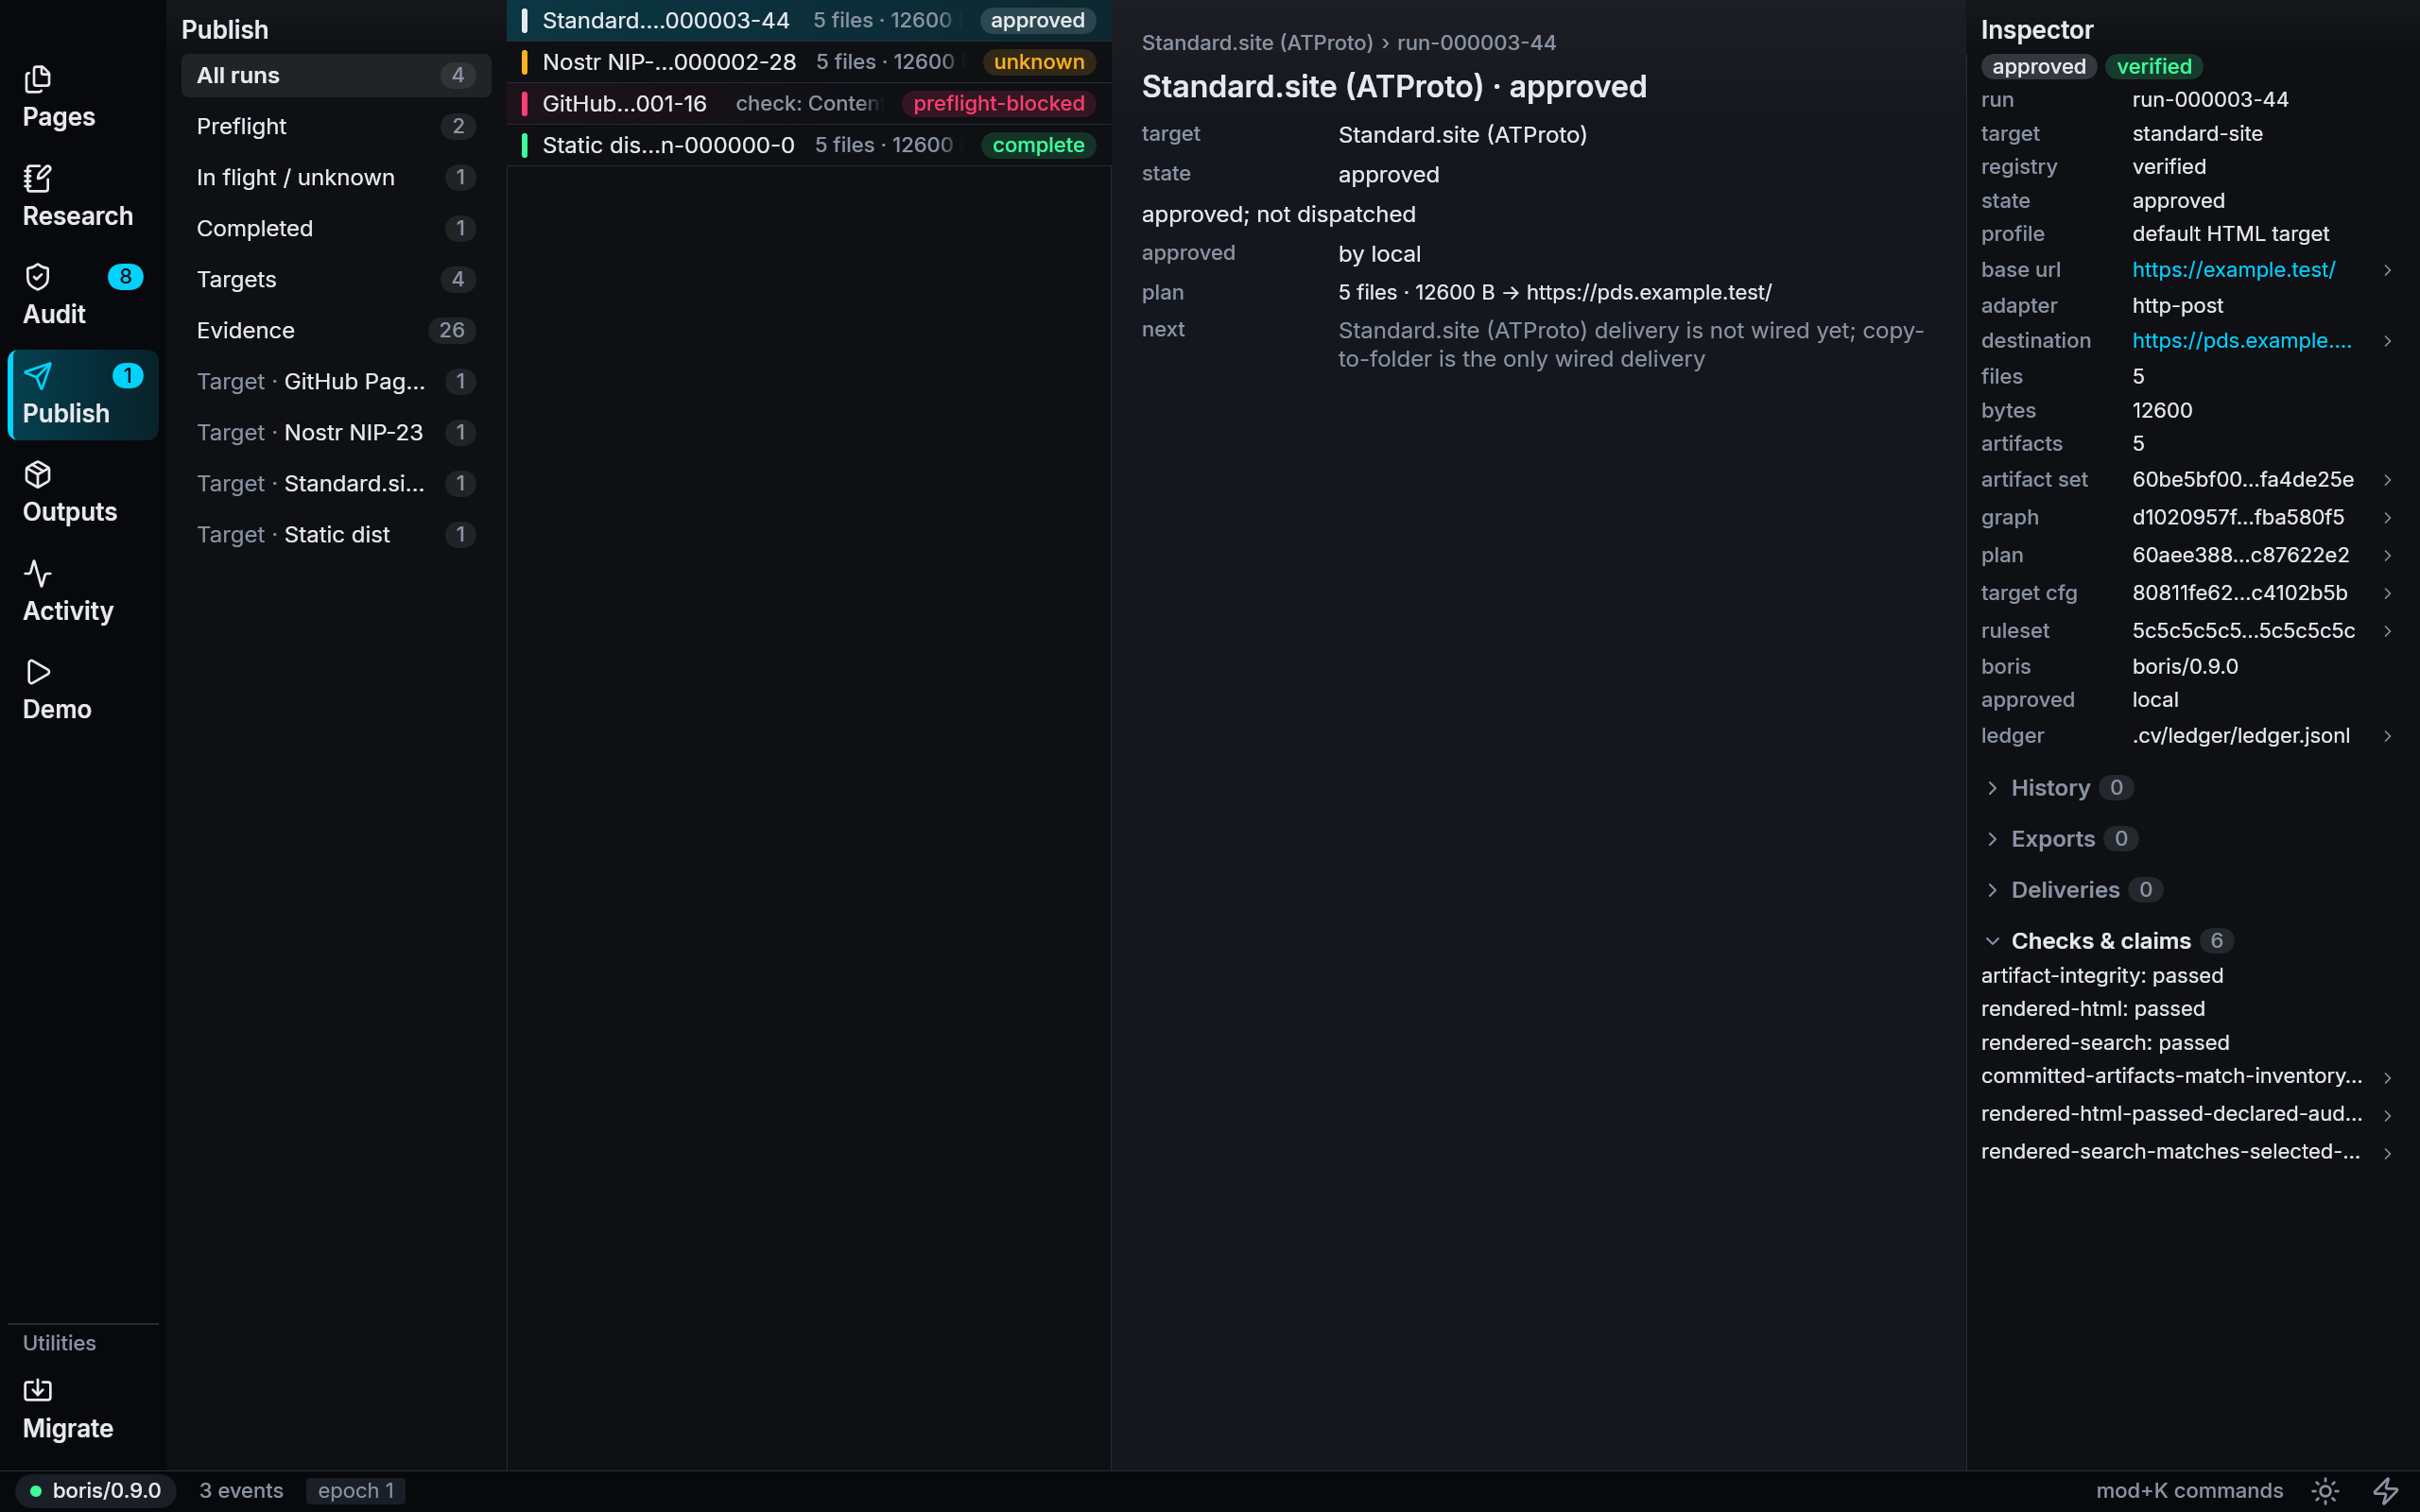 Pages
Research
8
Audit
1
Publish
Outputs
Activity
Demo
Utilities
Migrate
Publish
All runs 4
Preflight 2
In flight / unknown 1
Completed 1
Targets 4
Evidence 26
Target · GitHub Pag... 1
Target · Nostr NIP-23 1
Target · Standard.si... 1
Target · Static dist 1
Standard....000003-44 5 files · 12600 approved
Nostr NIP-...000002-28 5 files · 12600 unknown
GitHub...001-16 check: Conten preflight-blocked
Static dis...n-000000-0 5 files · 12600 complete
Standard.site (ATProto) › run-000003-44
Standard.site (ATProto) · approved
target Standard.site (ATProto)
state approved
approved; not dispatched
approved by local
plan 5 files · 12600 B → https://pds.example.test/
next Standard.site (ATProto) delivery is not wired yet; copy-
to-folder is the only wired delivery
Inspector
approved verified
run run-000003-44
target standard-site
registry verified
state approved
profile default HTML target
base url https://example.test/
adapter http-post
destination https://pds.example....
files 5
bytes 12600
artifacts 5
artifact set 60be5bf00...fa4de25e
graph d1020957f...fba580f5
plan 60aee388...c87622e2
target cfg 80811fe62...c4102b5b
ruleset 5c5c5c5c5...5c5c5c5c
boris boris/0.9.0
approved local
ledger .cv/ledger/ledger.jsonl
History 0
Exports 0
Deliveries 0
Checks & claims 6
artifact-integrity: passed
rendered-html: passed
rendered-search: passed
committed-artifacts-match-inventory...
rendered-html-passed-declared-aud...
rendered-search-matches-selected-...
boris/0.9.0 3 events epoch 1
mod+K commands